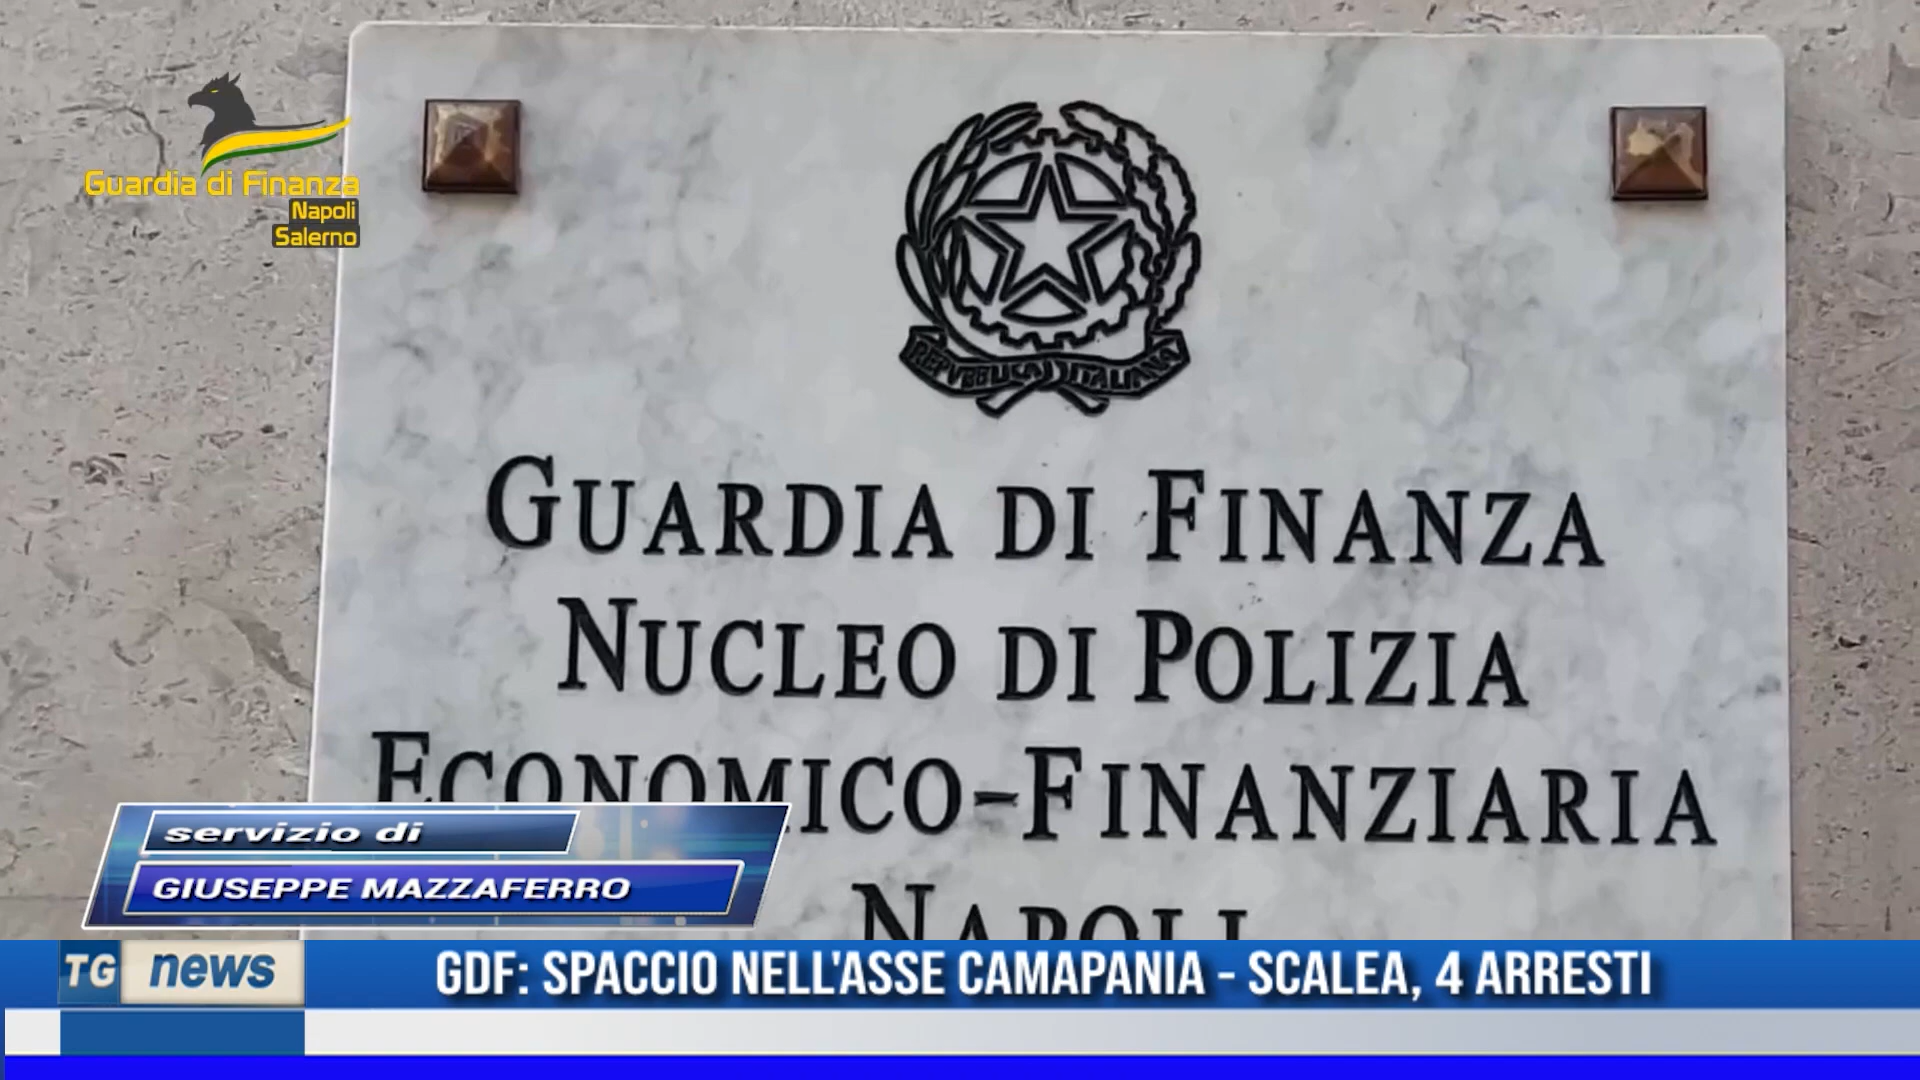 Guardia di Finanza
Napoli
Salerno
REPVBBLICA ITALIANA
GUARDIA DI FINANZA
NUCLEO DI POLIZIA
ECONOMICO-FINANZIARIA
NAPOLI
servizio di
GIUSEPPE MAZZAFERRO
TG news
GDF: SPACCIO NELL'ASSE CAMAPANIA - SCALEA, 4 ARRESTI